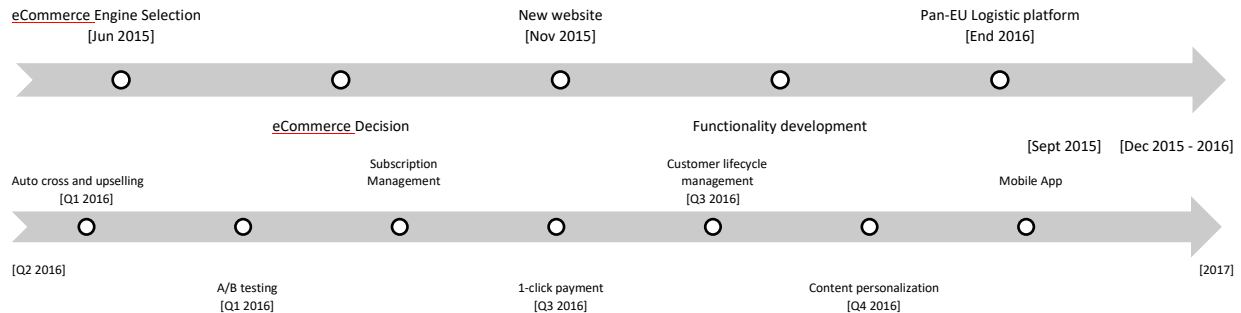 eCommerce Engine Selection
[Jun 2015]
New website
[Nov 2015]
Pan-EU Logistic platform
[End 2016]
eCommerce Decision
Functionality development
[Sept 2015] [Dec 2015 - 2016]
Auto cross and upselling
[Q1 2016]
Subscription
Management
Customer lifecycle
management
[Q3 2016]
Mobile App
[Q2 2016]
[2017]
A/B testing
[Q1 2016]
1-click payment
[Q3 2016]
Content personalization
[Q4 2016]